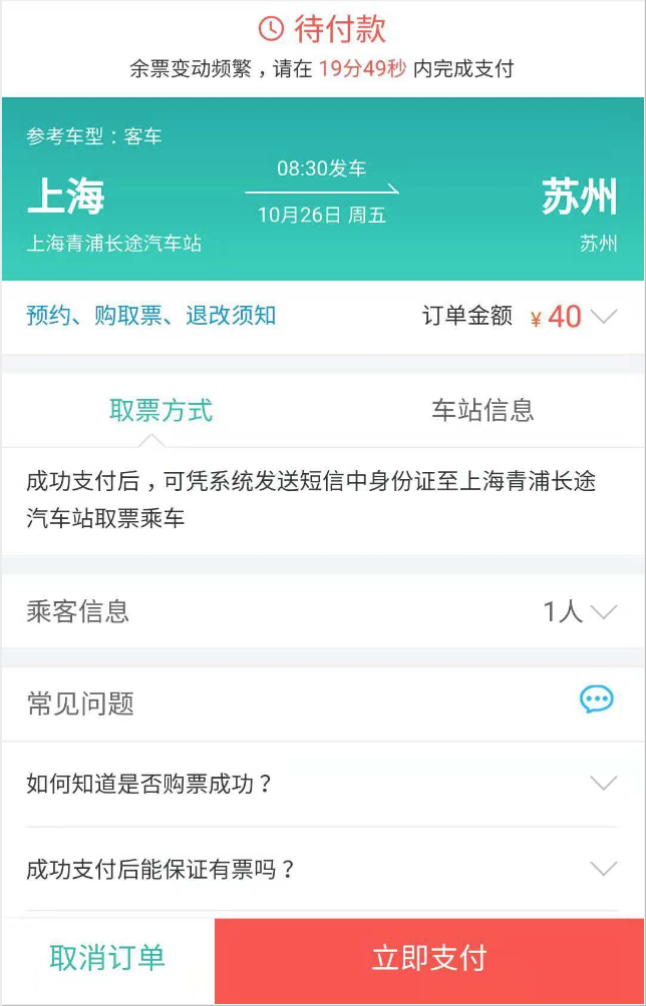 待付款
余票变动频繁，请在 19分49秒 内完成支付
参考车型：客车
08:30发车
上海
苏州
10月26日 周五
上海青浦长途汽车站
苏州
预约、购取票、退改须知 订单金额 ¥ 40
取票方式 车站信息
成功支付后，可凭系统发送短信中身份证至上海青浦长途
汽车站取票乘车
乘客信息 1人
常见问题
如何知道是否购票成功？
成功支付后能保证有票吗？
取消订单 立即支付